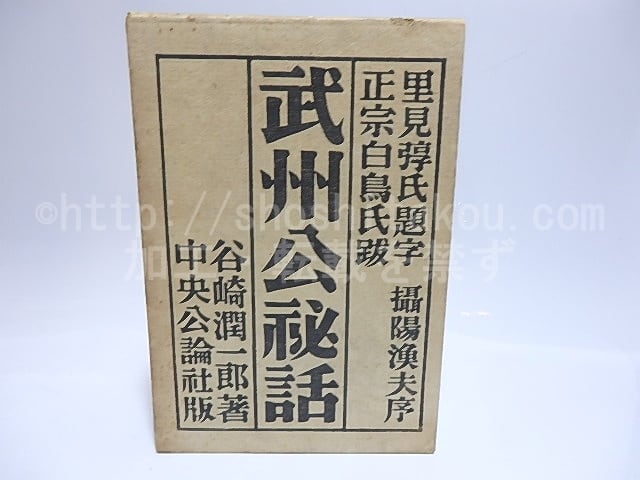 里見弴氏題字　攝陽漁夫序
正宗白鳥氏跋
武州公祕話
谷崎潤一郎著
中央公論社版